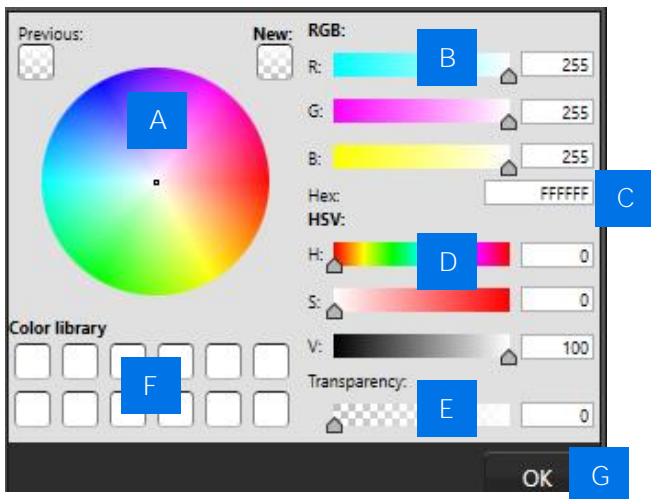 Previous:
New:
A
Color library
F
RGB:
R:
B
255
G:
255
B:
255
Hex:
FFFFFF
C
HSV:
H:
D
0
S:
0
V:
100
Transparency:
E
0
OK
G